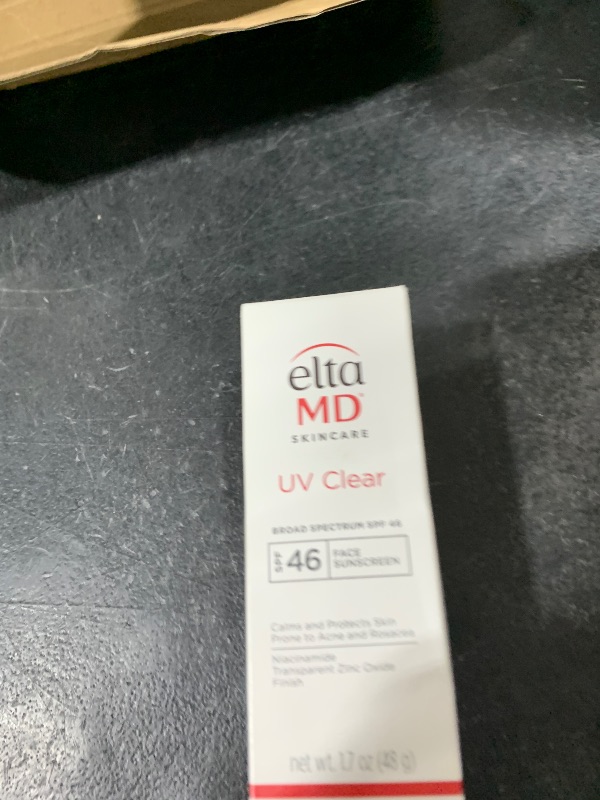 elta
MD®
SKINCARE
UV Clear
BROAD SPECTRUM SPF 46
SPF 46 FACE
SUNSCREEN
Calms and Protects Skin
Prone to Acne and Rosacea
Niacinamide
Transparent Zinc Oxide
Finish
net wt. 1.7 oz (48 g)